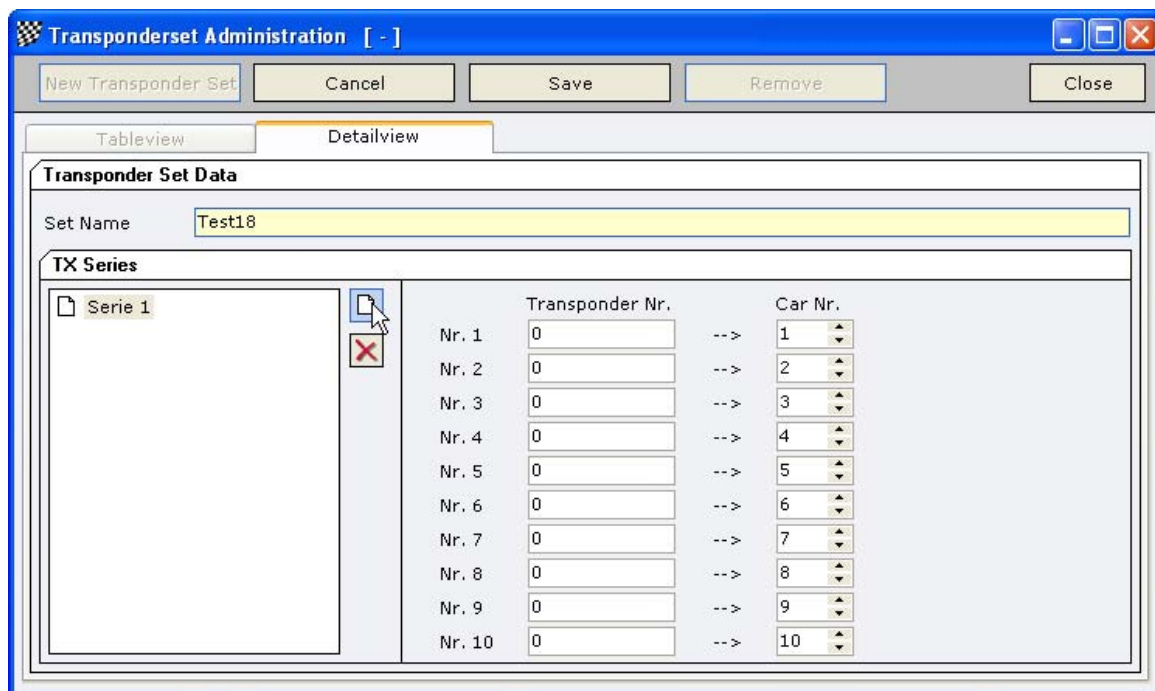 Transponderset Administration [ - ]
New Transponder Set Cancel Save Remove Close
Tableview Detailview
Transponder Set Data
Set Name Test18
TX Series
Serie 1
Transponder Nr. Car Nr.
Nr. 1 0 --> 1
Nr. 2 0 --> 2
Nr. 3 0 --> 3
Nr. 4 0 --> 4
Nr. 5 0 --> 5
Nr. 6 0 --> 6
Nr. 7 0 --> 7
Nr. 8 0 --> 8
Nr. 9 0 --> 9
Nr. 10 0 --> 10